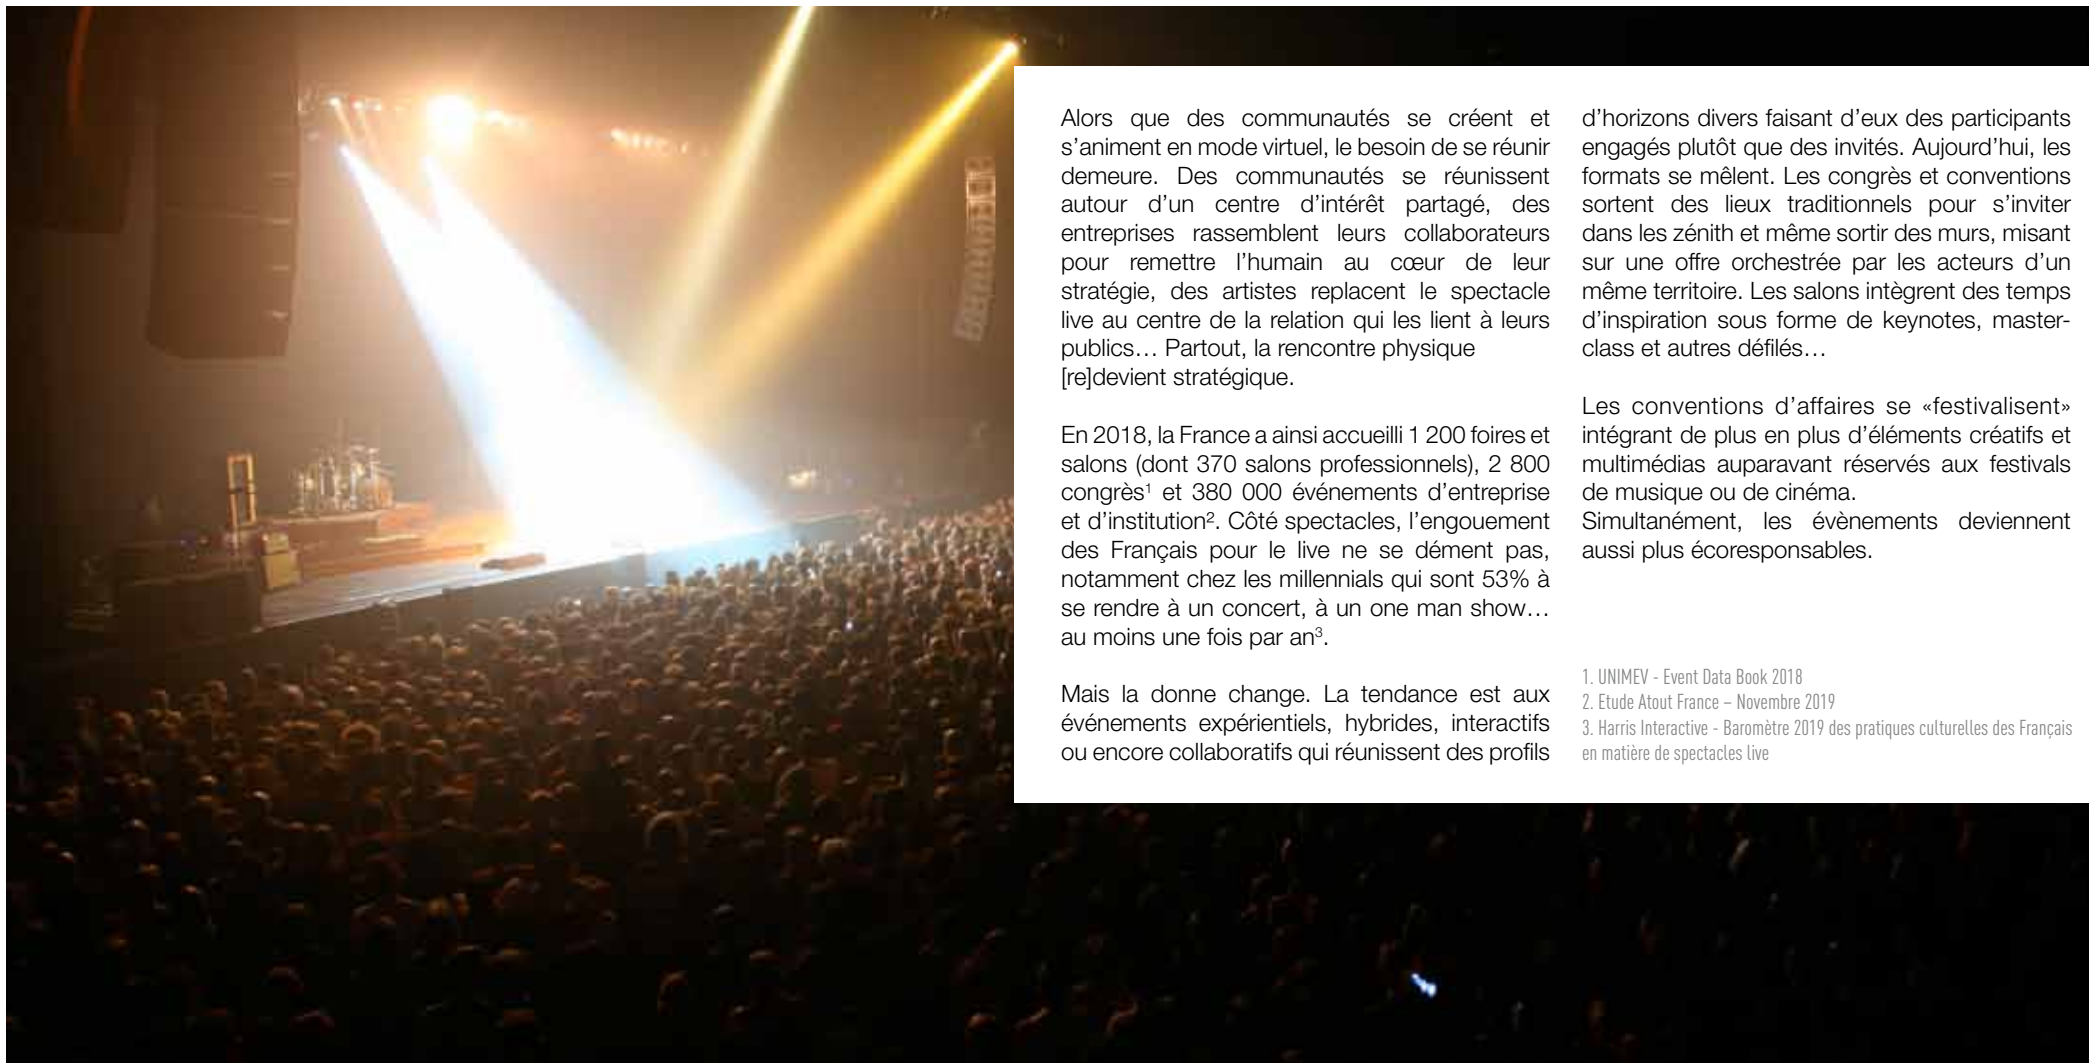 Alors que des communautés se créent et
s'animent en mode virtuel, le besoin de se réunir
demeure. Des communautés se réunissent
autour d'un centre d'intérêt partagé, des
entreprises rassemblent leurs collaborateurs
pour remettre l'humain au cœur de leur
stratégie, des artistes replacent le spectacle
live au centre de la relation qui les lient à leurs
publics… Partout, la rencontre physique
[re]devient stratégique.
En 2018, la France a ainsi accueilli 1 200 foires et
salons (dont 370 salons professionnels), 2 800
congrès¹ et 380 000 événements d'entreprise
et d'institution². Côté spectacles, l'engouement
des Français pour le live ne se dément pas,
notamment chez les millennials qui sont 53% à
se rendre à un concert, à un one man show…
au moins une fois par an³.
Mais la donne change. La tendance est aux
événements expérientiels, hybrides, interactifs
ou encore collaboratifs qui réunissent des profils
d'horizons divers faisant d'eux des participants
engagés plutôt que des invités. Aujourd'hui, les
formats se mêlent. Les congrès et conventions
sortent des lieux traditionnels pour s'inviter
dans les zénith et même sortir des murs, misant
sur une offre orchestrée par les acteurs d'un
même territoire. Les salons intègrent des temps
d'inspiration sous forme de keynotes, master-
class et autres défilés…
Les conventions d'affaires se «festivalisent»
intégrant de plus en plus d'éléments créatifs et
multimédias auparavant réservés aux festivals
de musique ou de cinéma.
Simultanément, les évènements deviennent
aussi plus écoresponsables.
1. UNIMEV - Event Data Book 2018
2. Etude Atout France – Novembre 2019
3. Harris Interactive - Baromètre 2019 des pratiques culturelles des Français
en matière de spectacles live